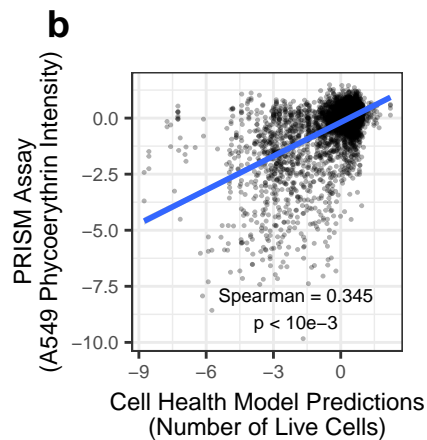 b
PRISM Assay
(A549 Phycoerythrin Intensity)
0.0
−2.5
−5.0
−7.5
−10.0
Spearman = 0.345
p < 10e−3
−9 −6 −3 0
Cell Health Model Predictions
(Number of Live Cells)